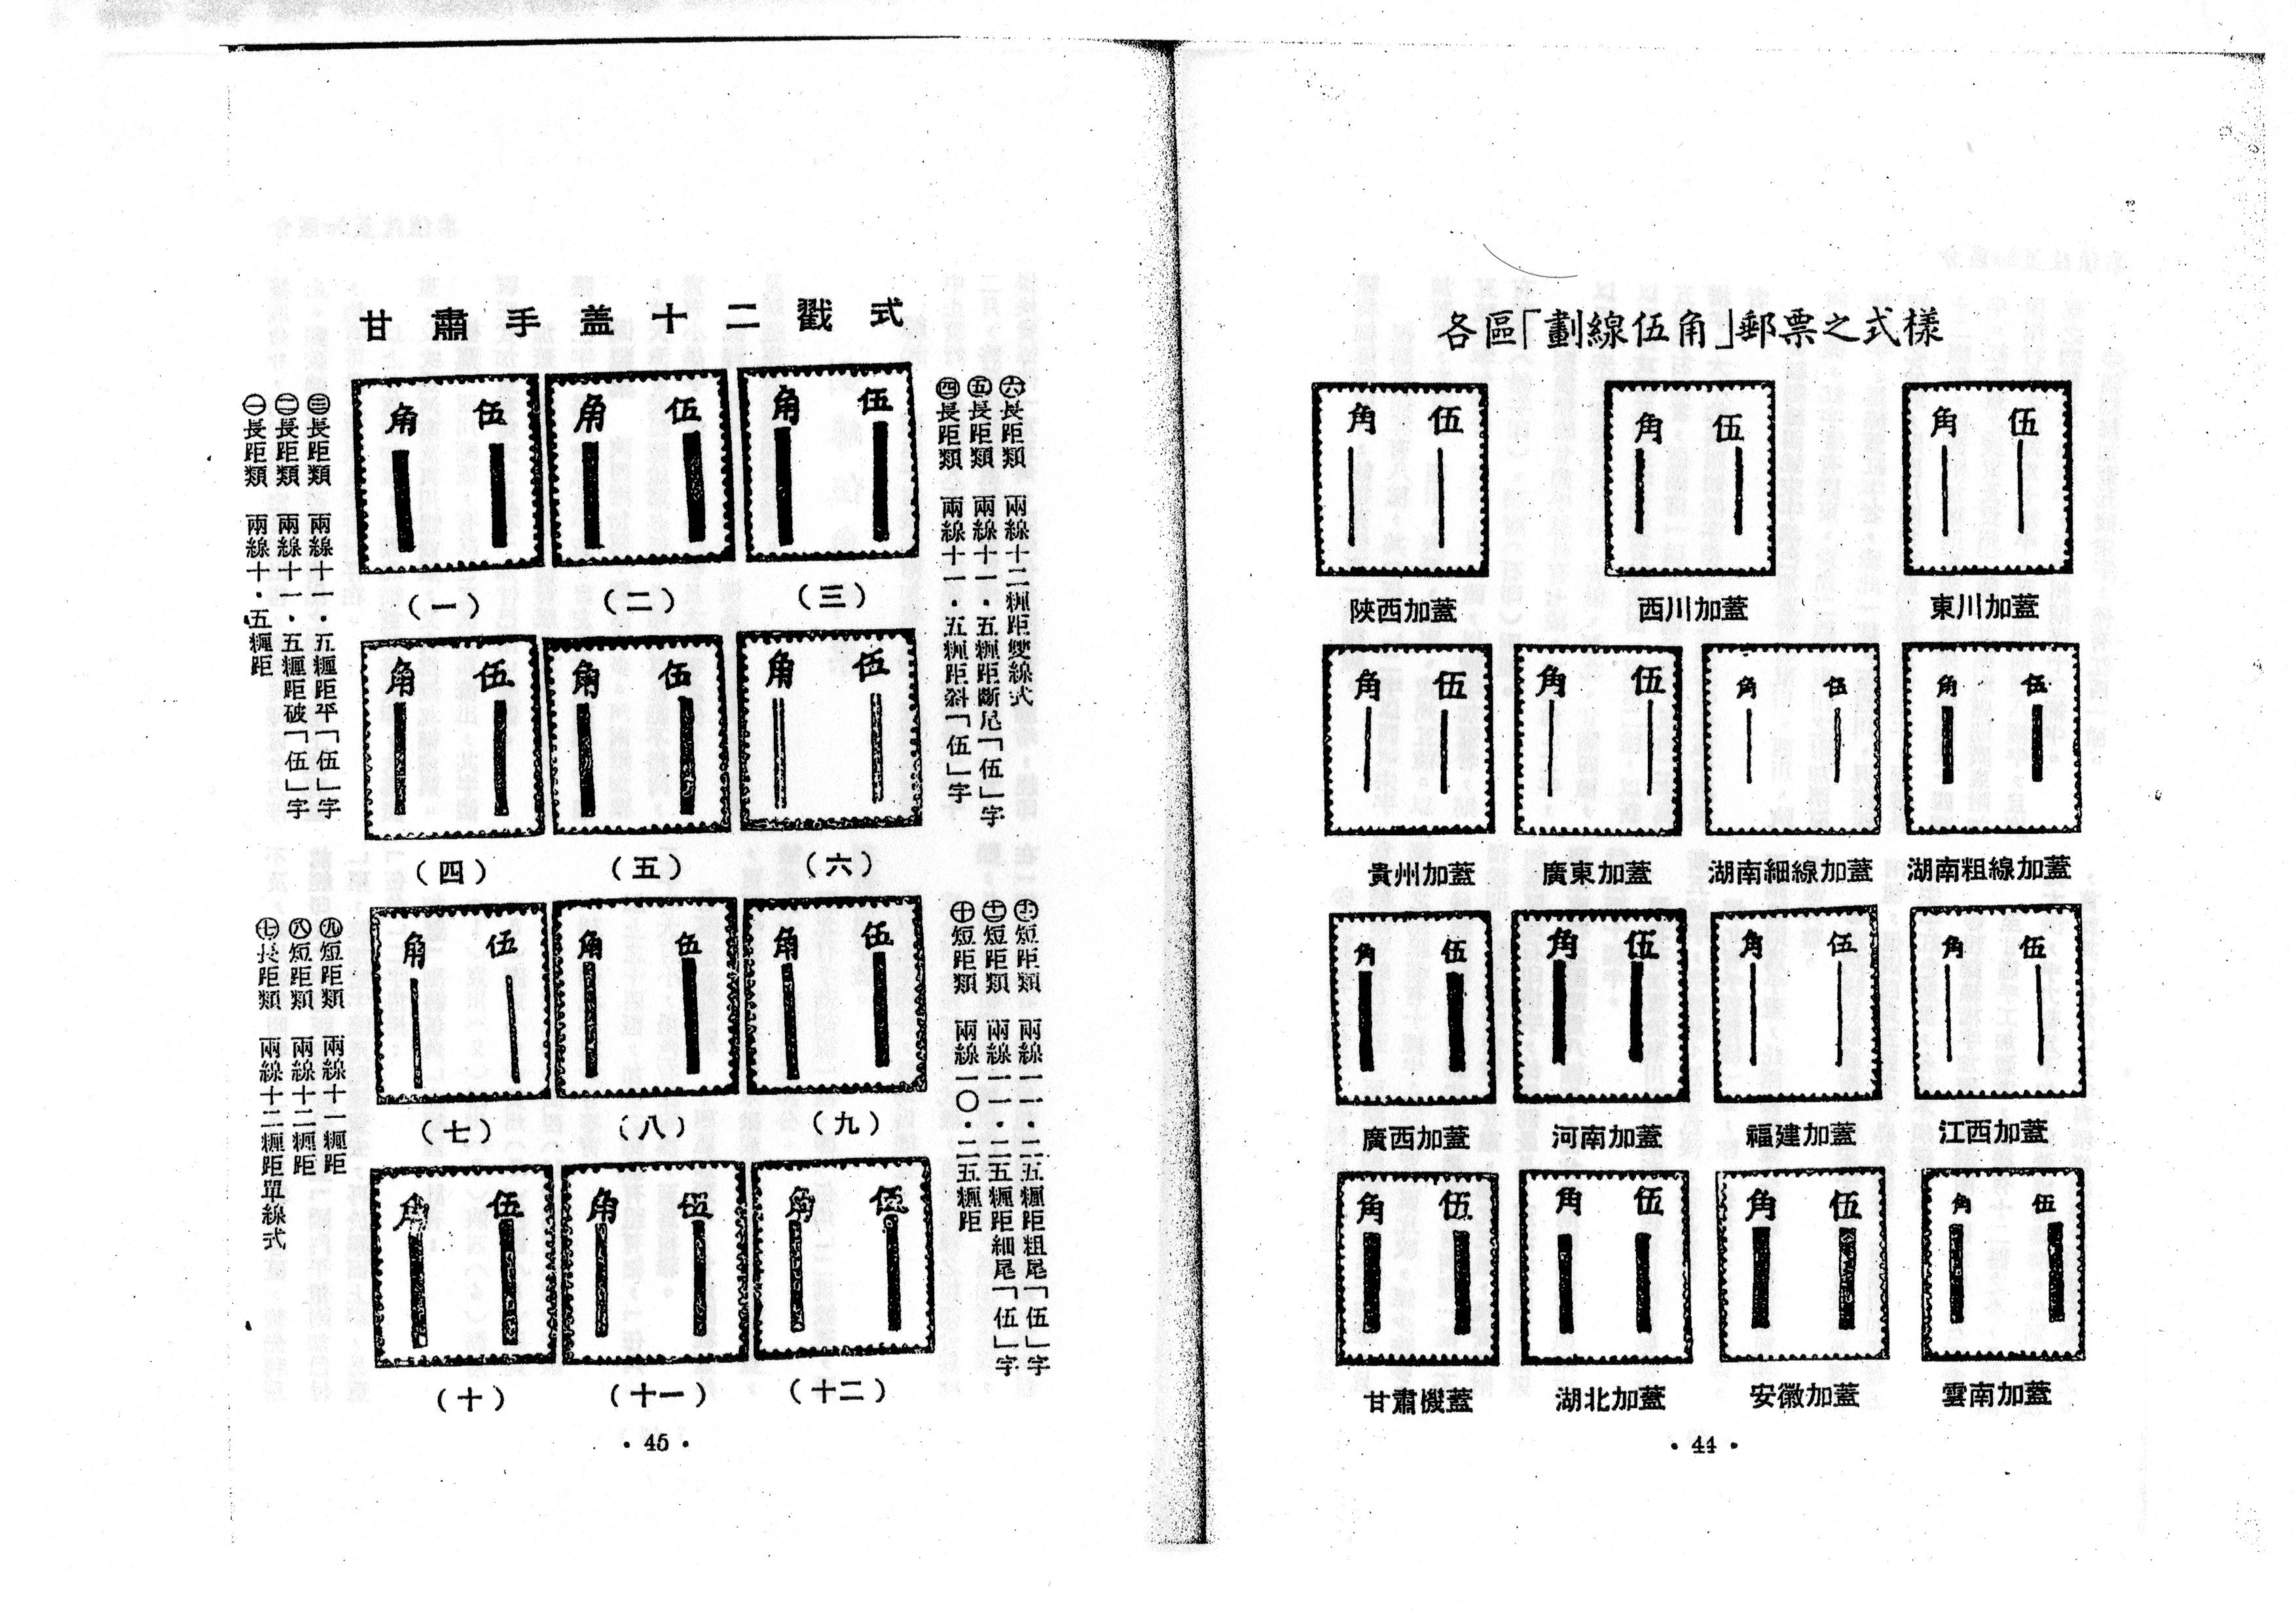 各區「劃線伍角」郵票之式樣
角 伍
角 伍
角 伍
陝西加蓋
西川加蓋
東川加蓋
角 伍
角 伍
角 伍
角 伍
貴州加蓋
廣東加蓋
湖南細線加蓋
湖南粗線加蓋
角 伍
角 伍
角 伍
角 伍
廣西加蓋
河南加蓋
福建加蓋
江西加蓋
角 伍
角 伍
角 伍
角 伍
甘肅機蓋
湖北加蓋
安徽加蓋
雲南加蓋
• 44 •
甘肅手盖十二戳式
㊀長距類 兩線十·五糎距
㊁長距類 兩線十一·五糎距破「伍」字
㊂長距類 兩線十一·五糎距平「伍」字
㊃長距類 兩線十一·五糎距斜「伍」字
㊄長距類 兩線十一·五糎距斷尾「伍」字
㊅長距類 兩線十二糎距雙線式
角 伍
角 伍
角 伍
(一)
(二)
(三)
角 伍
角 伍
角 伍
(四)
(五)
(六)
㊆長距類 兩線十二糎距單線式
㊇短距類 兩線十二糎距
㊈短距類 兩線十一糎距
㊉短距類 兩線一〇·二五糎距
短距類 兩線一一·二五糎距細尾「伍」字
短距類 兩線一一·二五糎距粗尾「伍」字
角 伍
角 伍
角 伍
(七)
(八)
(九)
角 伍
角 伍
角 伍
(十)
(十一)
(十二)
• 45 •